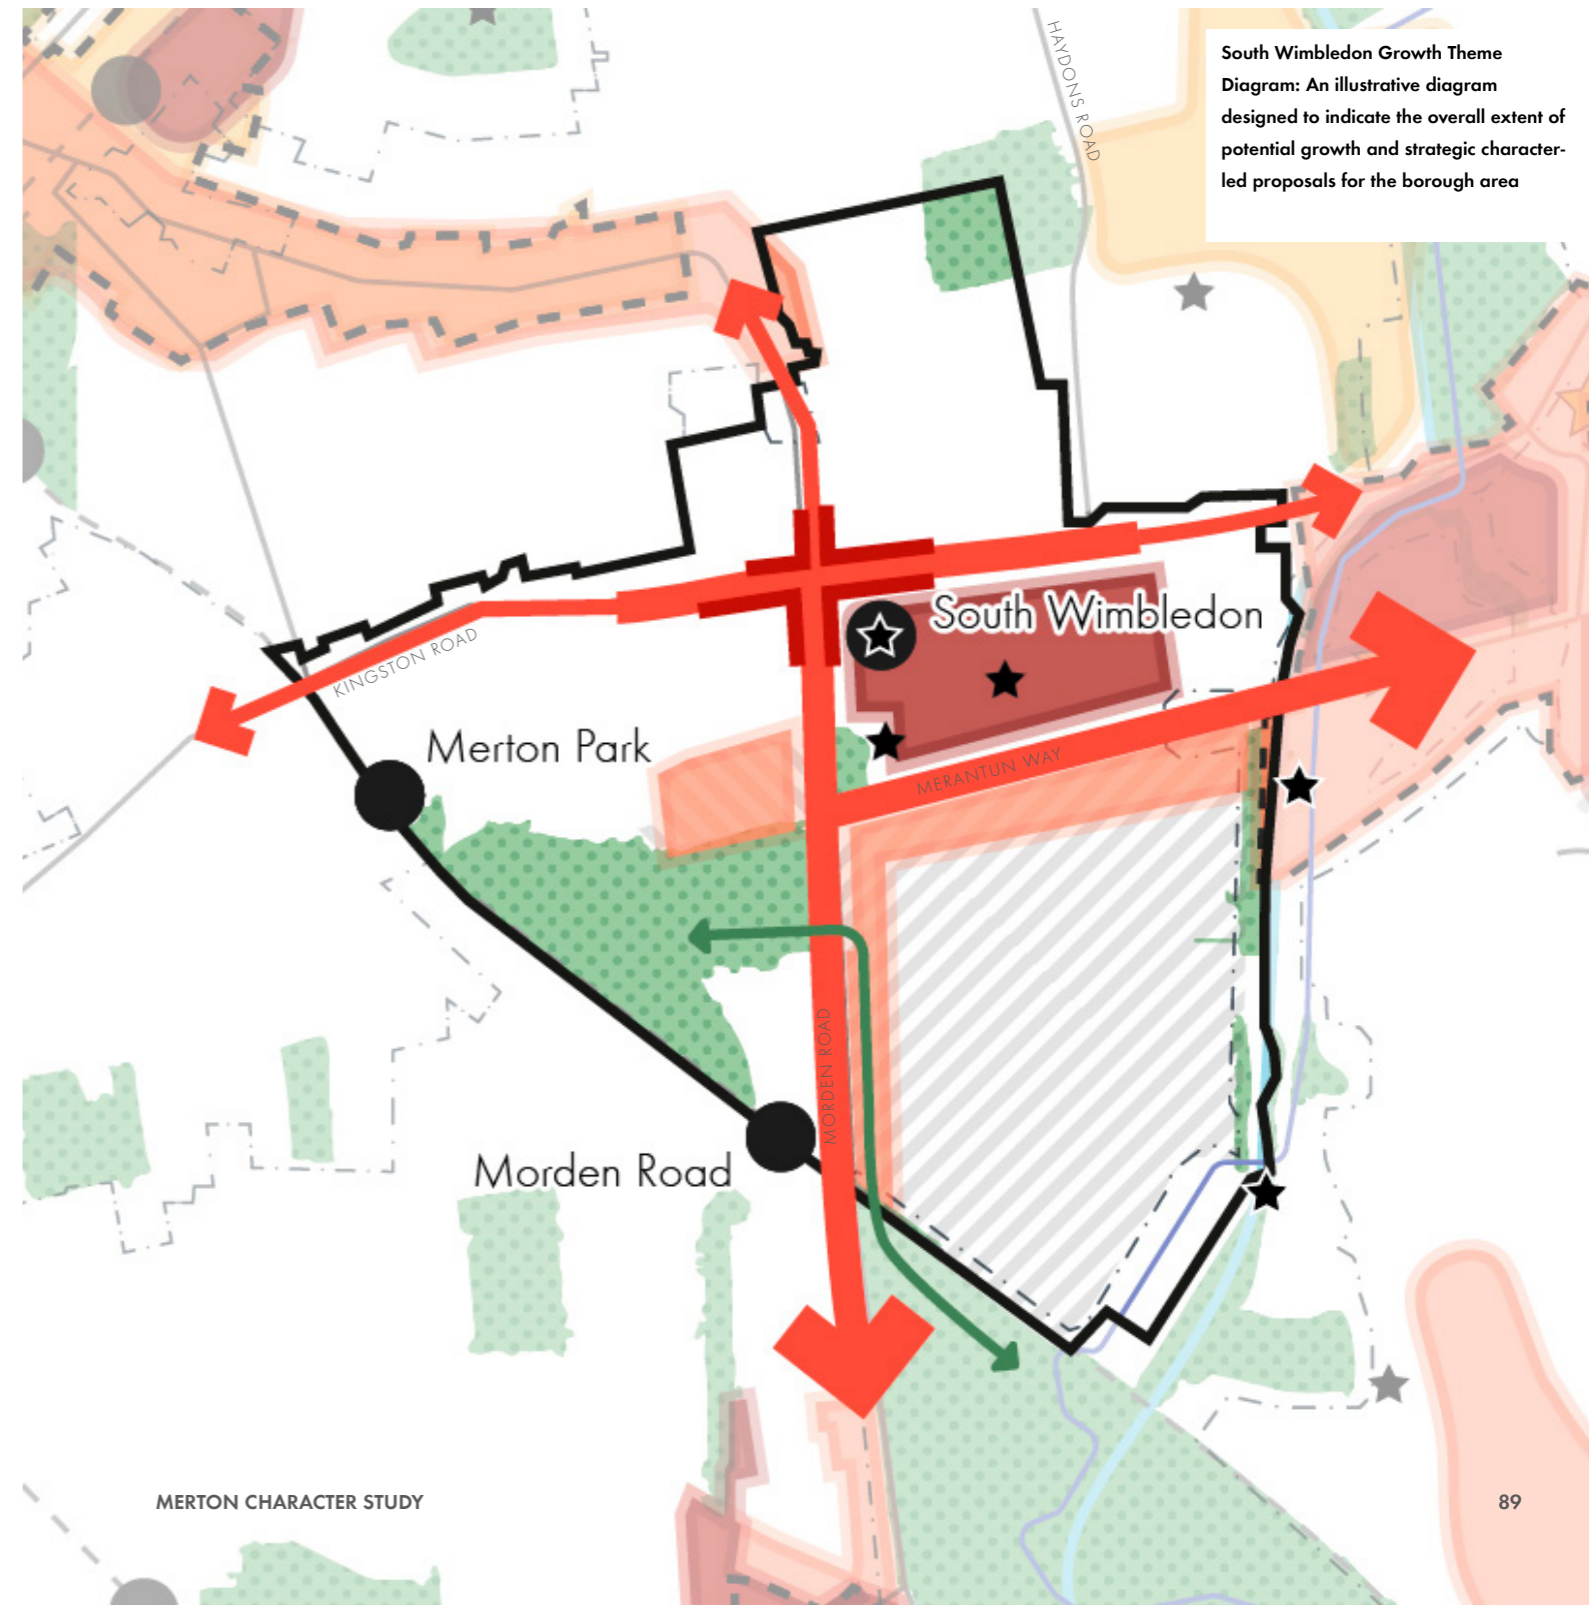 South Wimbledon Growth Theme
Diagram: An illustrative diagram
designed to indicate the overall extent of
potential growth and strategic character-
led proposals for the borough area
HAYDONS ROAD
South Wimbledon
KINGSTON ROAD
Merton Park
MERANTUN WAY
MORDEN ROAD
Morden Road
MERTON CHARACTER STUDY
89